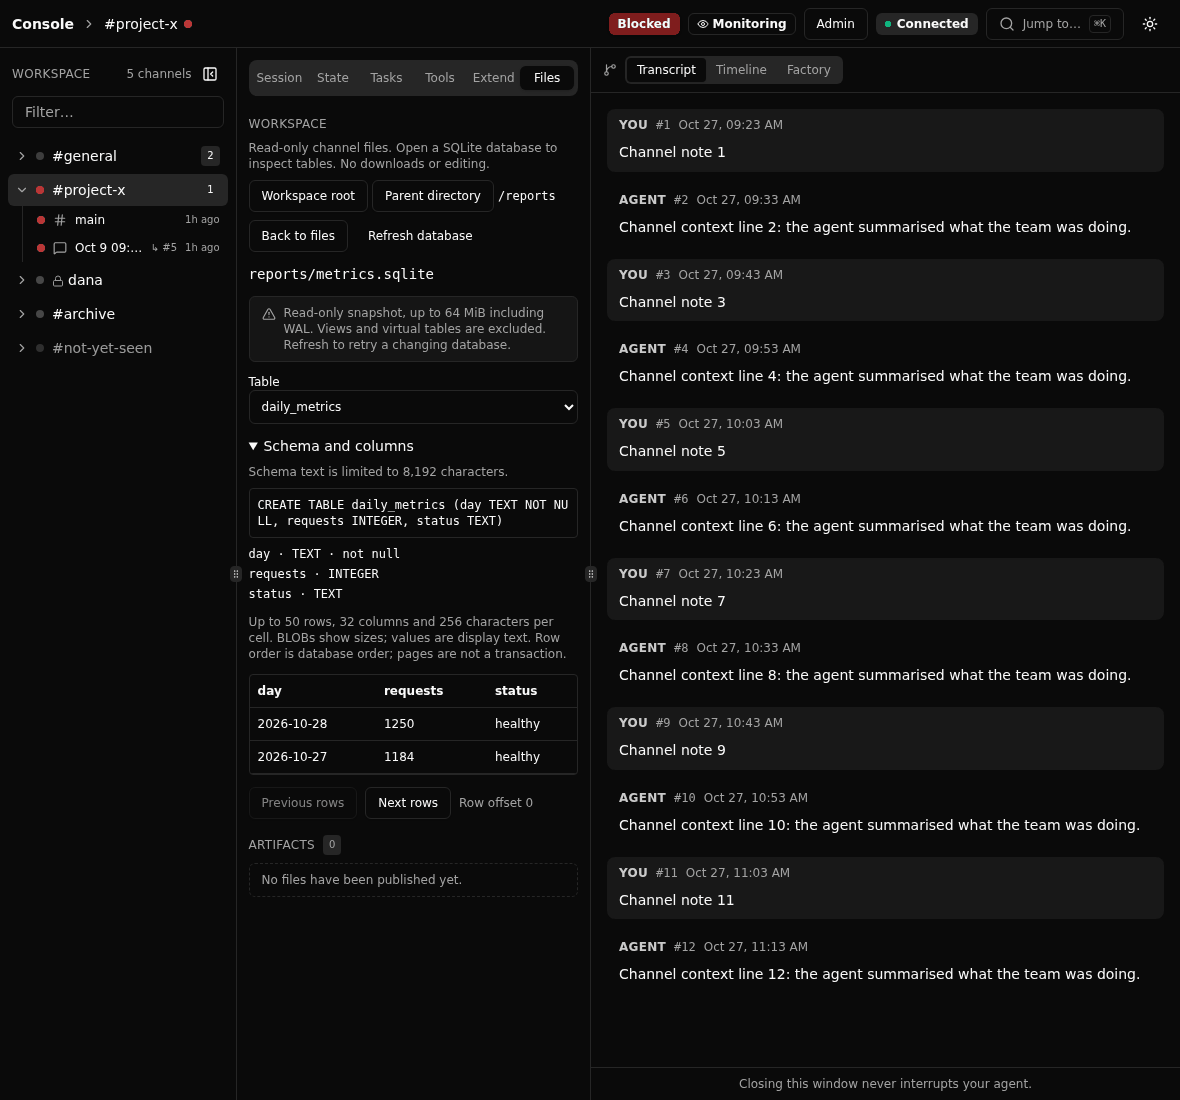 Console > #project-x
Blocked
Monitoring
Admin
Connected
Jump to… ⌘K
WORKSPACE 5 channels
Filter…
#general 2
#project-x 1
main 1h ago
Oct 9 09:… ↳ #5 1h ago
dana
#archive
#not-yet-seen
Session State Tasks Tools Extend Files
WORKSPACE
Read-only channel files. Open a SQLite database to
inspect tables. No downloads or editing.
Workspace root Parent directory /reports
Back to files Refresh database
reports/metrics.sqlite
Read-only snapshot, up to 64 MiB including
WAL. Views and virtual tables are excluded.
Refresh to retry a changing database.
Table
daily_metrics
Schema and columns
Schema text is limited to 8,192 characters.
CREATE TABLE daily_metrics (day TEXT NOT NU
LL, requests INTEGER, status TEXT)
day · TEXT · not null
requests · INTEGER
status · TEXT
Up to 50 rows, 32 columns and 256 characters per
cell. BLOBs show sizes; values are display text. Row
order is database order; pages are not a transaction.
day requests status
2026-10-28 1250 healthy
2026-10-27 1184 healthy
Previous rows Next rows Row offset 0
ARTIFACTS 0
No files have been published yet.
Transcript Timeline Factory
YOU #1 Oct 27, 09:23 AM
Channel note 1
AGENT #2 Oct 27, 09:33 AM
Channel context line 2: the agent summarised what the team was doing.
YOU #3 Oct 27, 09:43 AM
Channel note 3
AGENT #4 Oct 27, 09:53 AM
Channel context line 4: the agent summarised what the team was doing.
YOU #5 Oct 27, 10:03 AM
Channel note 5
AGENT #6 Oct 27, 10:13 AM
Channel context line 6: the agent summarised what the team was doing.
YOU #7 Oct 27, 10:23 AM
Channel note 7
AGENT #8 Oct 27, 10:33 AM
Channel context line 8: the agent summarised what the team was doing.
YOU #9 Oct 27, 10:43 AM
Channel note 9
AGENT #10 Oct 27, 10:53 AM
Channel context line 10: the agent summarised what the team was doing.
YOU #11 Oct 27, 11:03 AM
Channel note 11
AGENT #12 Oct 27, 11:13 AM
Channel context line 12: the agent summarised what the team was doing.
Closing this window never interrupts your agent.